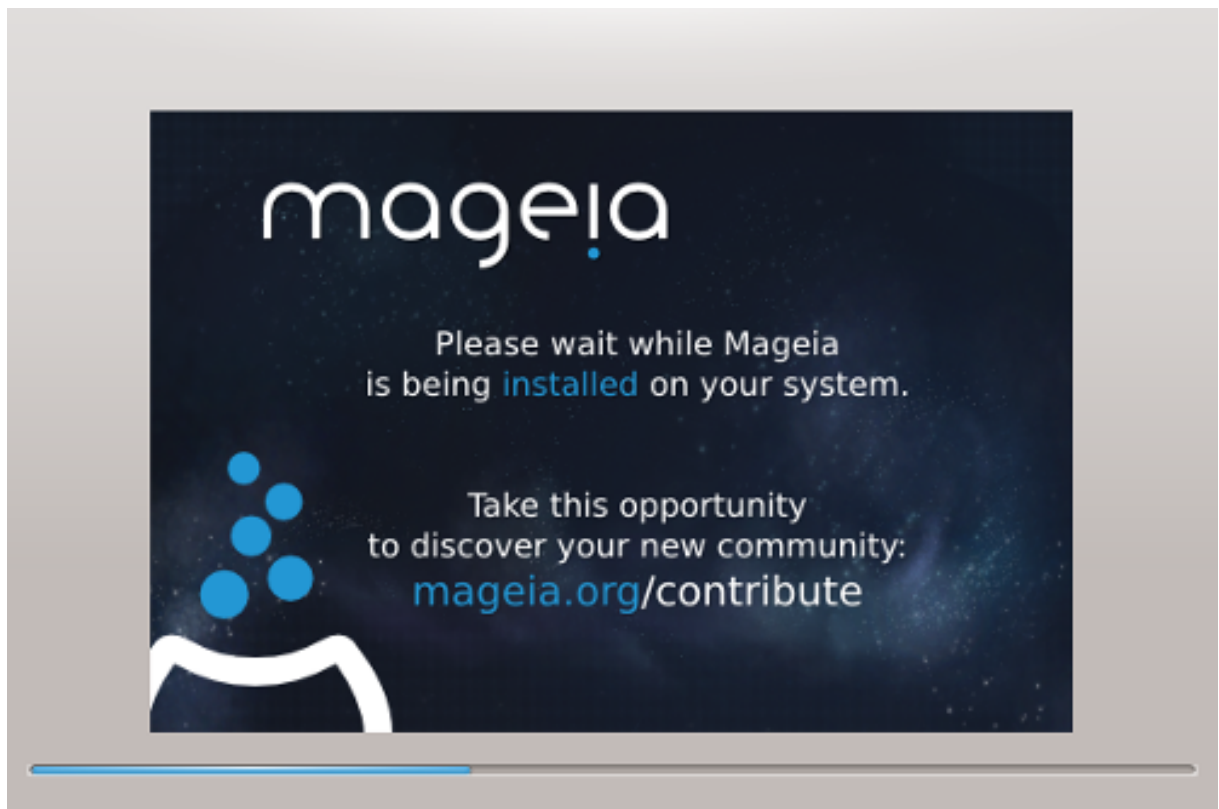 mageia
Please wait while Mageia
is being installed on your system.
Take this opportunity
to discover your new community:
mageia.org/contribute